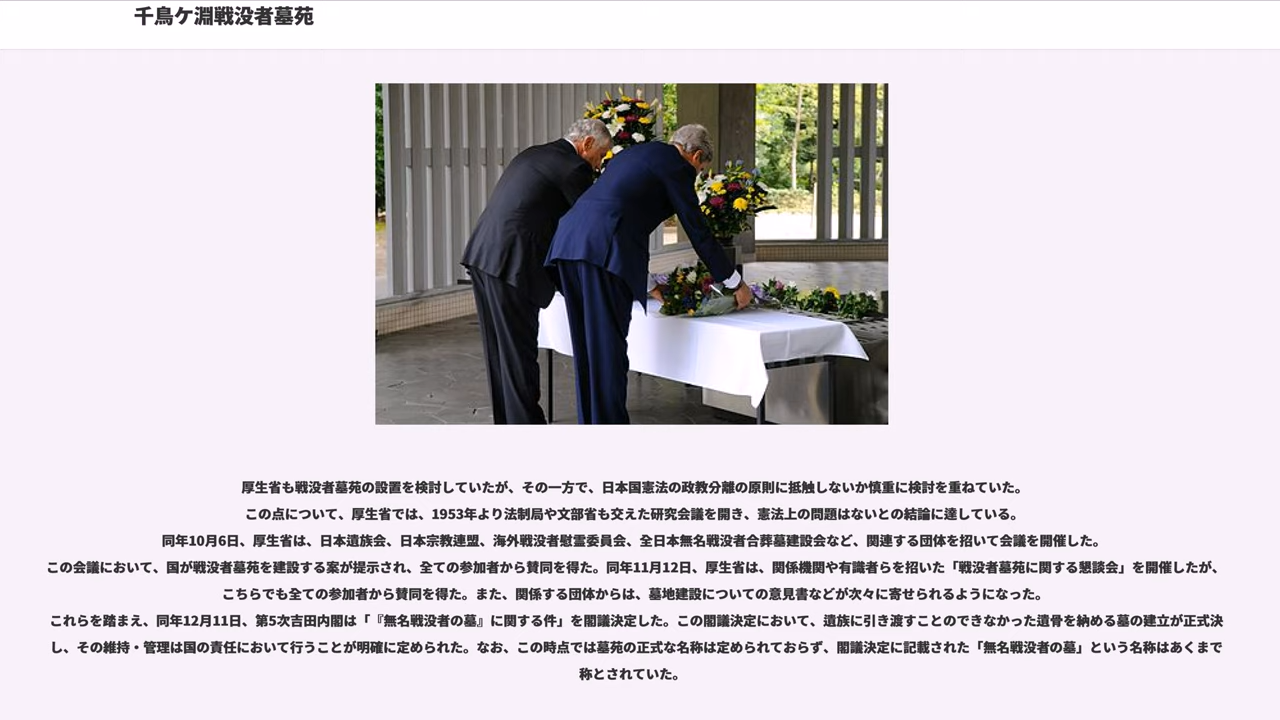 千鳥ケ淵戦没者墓苑
厚生省も戦没者墓苑の設置を検討していたが、その一方で、日本国憲法の政教分離の原則に抵触しないか慎重に検討を重ねていた。
この点について、厚生省では、1953年より法制局や文部省も交えた研究会議を開き、憲法上の問題はないとの結論に達している。
同年10月6日、厚生省は、日本遺族会、日本宗教連盟、海外戦没者慰霊委員会、全日本無名戦没者合葬墓建設会など、関連する団体を招いて会議を開催した。
この会議において、国が戦没者墓苑を建設する案が提示され、全ての参加者から賛同を得た。同年11月12日、厚生省は、関係機関や有識者らを招いた「戦没者墓苑に関する懇談会」を開催したが、
こちらでも全ての参加者から賛同を得た。また、関係する団体からは、墓地建設についての意見書などが次々に寄せられるようになった。
これらを踏まえ、同年12月11日、第5次吉田内閣は「『無名戦没者の墓』に関する件」を閣議決定した。この閣議決定において、遺族に引き渡すことのできなかった遺骨を納める墓の建立が正式決
し、その維持・管理は国の責任において行うことが明確に定められた。なお、この時点では墓苑の正式な名称は定められておらず、閣議決定に記載された「無名戦没者の墓」という名称はあくまで
称とされていた。